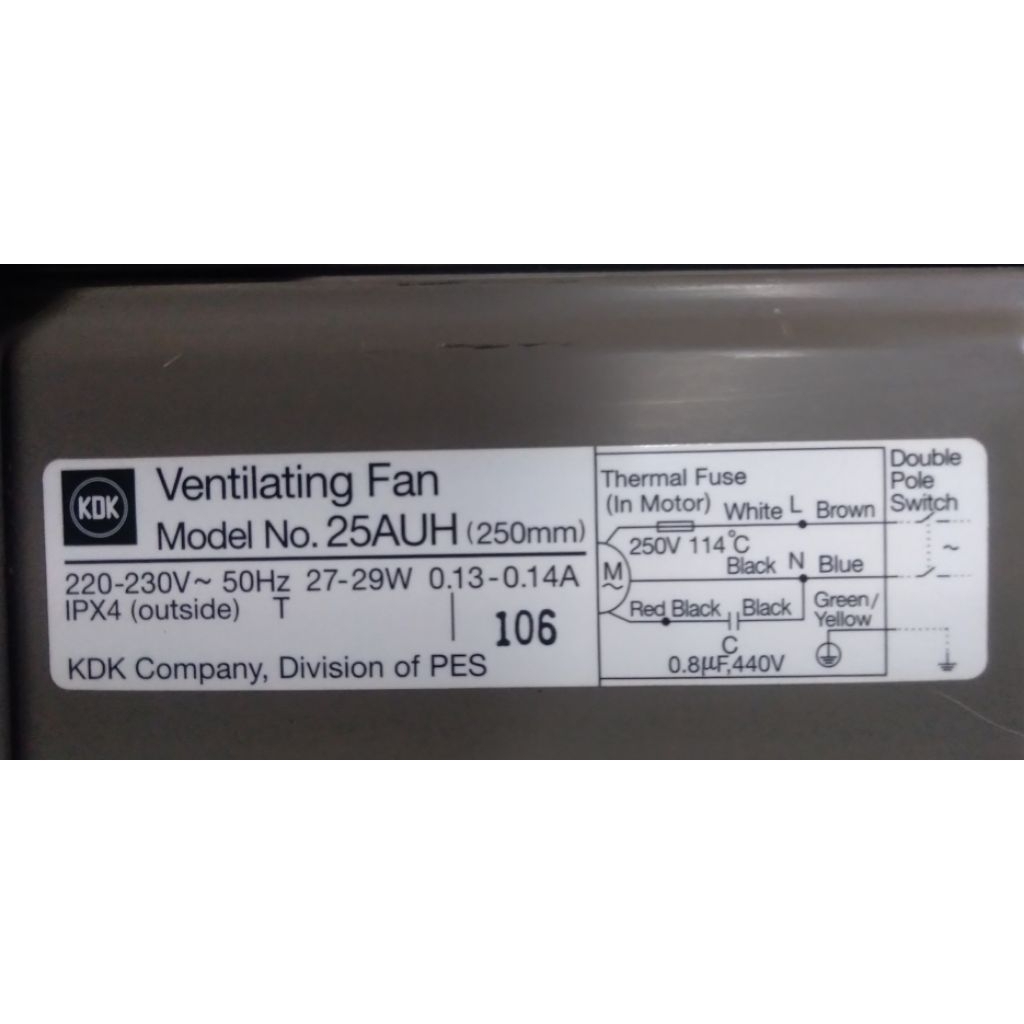 KDK
Ventilating Fan
Model No. 25AUH (250mm)
220-230V~ 50Hz 27-29W 0.13-0.14A
IPX4 (outside) T
106
KDK Company, Division of PES
Thermal Fuse
(In Motor)
White L Brown
250V 114°C
M
~
Black N Blue
Red Black Black
C
0.8μF,440V
Green/
Yellow
Double
Pole
Switch
~